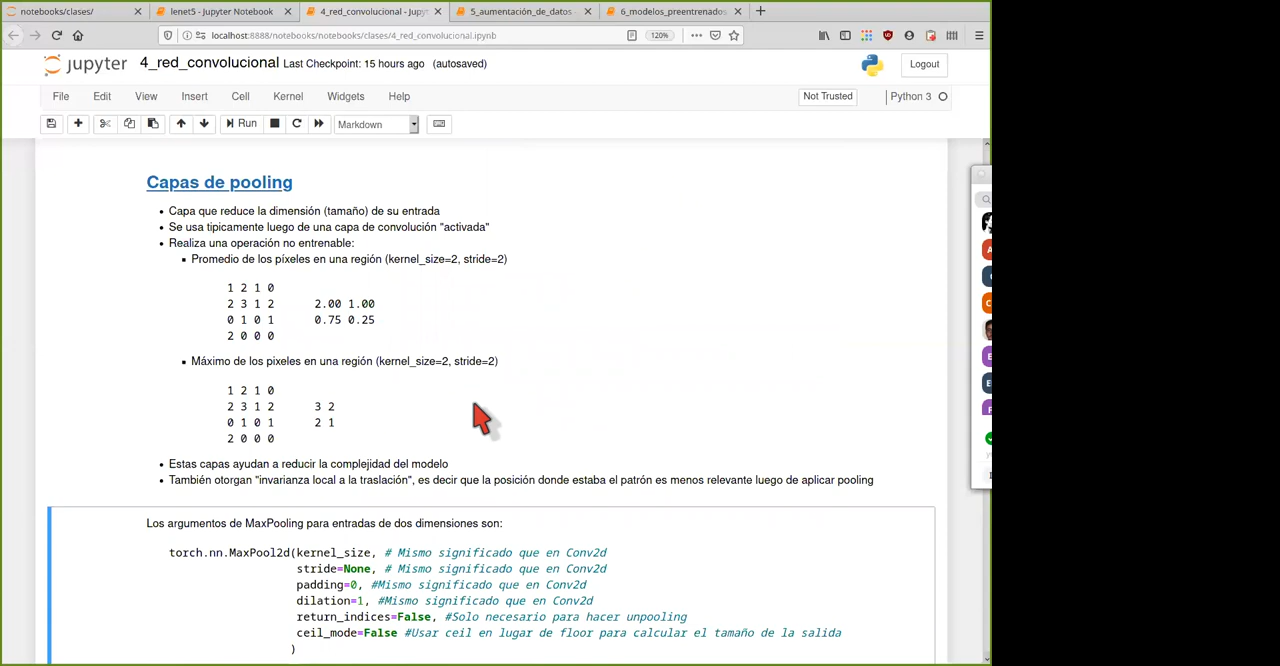 notebooks/clases/
lenet5 - Jupyter Notebook
4_red_convolucional - Jupyt
5_aumentación_de_datos -
6_modelos_preentrenados
localhost:8888/notebooks/notebooks/clases/4_red_convolucional.ipynb
120%
jupyter 4_red_convolucional Last Checkpoint: 15 hours ago (autosaved)
Logout
File Edit View Insert Cell Kernel Widgets Help
Not Trusted
Python 3
Run
Markdown
Capas de pooling
Capa que reduce la dimensión (tamaño) de su entrada
Se usa tipicamente luego de una capa de convolución "activada"
Realiza una operación no entrenable:
Promedio de los píxeles en una región (kernel_size=2, stride=2)
1 2 1 0
2 3 1 2 2.00 1.00
0 1 0 1 0.75 0.25
2 0 0 0
Máximo de los pixeles en una región (kernel_size=2, stride=2)
1 2 1 0
2 3 1 2 3 2
0 1 0 1 2 1
2 0 0 0
Estas capas ayudan a reducir la complejidad del modelo
También otorgan "invarianza local a la traslación", es decir que la posición donde estaba el patrón es menos relevante luego de aplicar pooling
Los argumentos de MaxPooling para entradas de dos dimensiones son:
torch.nn.MaxPool2d(kernel_size, # Mismo significado que en Conv2d
stride=None, # Mismo significado que en Conv2d
padding=0, #Mismo significado que en Conv2d
dilation=1, #Mismo significado que en Conv2d
return_indices=False, #Solo necesario para hacer unpooling
ceil_mode=False #Usar ceil en lugar de floor para calcular el tamaño de la salida
)